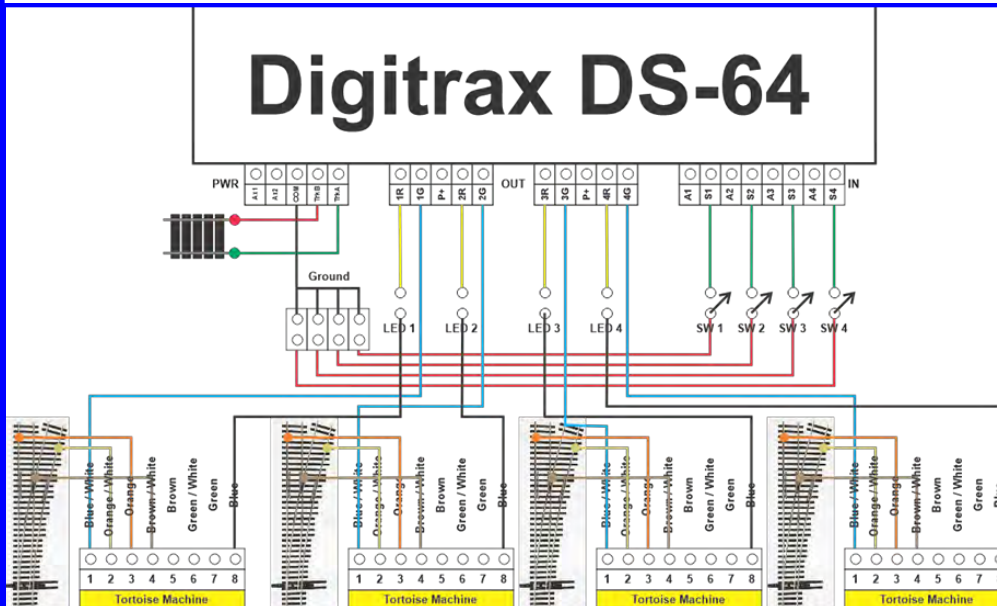 Digitrax DS-64
PWR
At1
At2
COM
TrkB
TrkA
1R
1G
P+
2R
2G
OUT
3R
3G
P+
4R
4G
A1
S1
A2
S2
A3
S3
A4
S4
IN
Ground
LED 1
LED 2
LED 3
LED 4
SW 1
SW 2
SW 3
SW 4
Blue / White
Orange / White
Orange
Brown / White
Brown
Green / White
Green
Blue
Blue / White
Orange / White
Orange
Brown / White
Brown
Green / White
Green
Blue
Blue / White
Orange / White
Orange
Brown / White
Brown
Green / White
Green
Blue
Blue / White
Orange / White
Orange
Brown / White
Brown
Green / White
Green
1 2 3 4 5 6 7 8
1 2 3 4 5 6 7 8
1 2 3 4 5 6 7 8
1 2 3 4 5 6 7
Tortoise Machine
Tortoise Machine
Tortoise Machine
Tortoise Machine